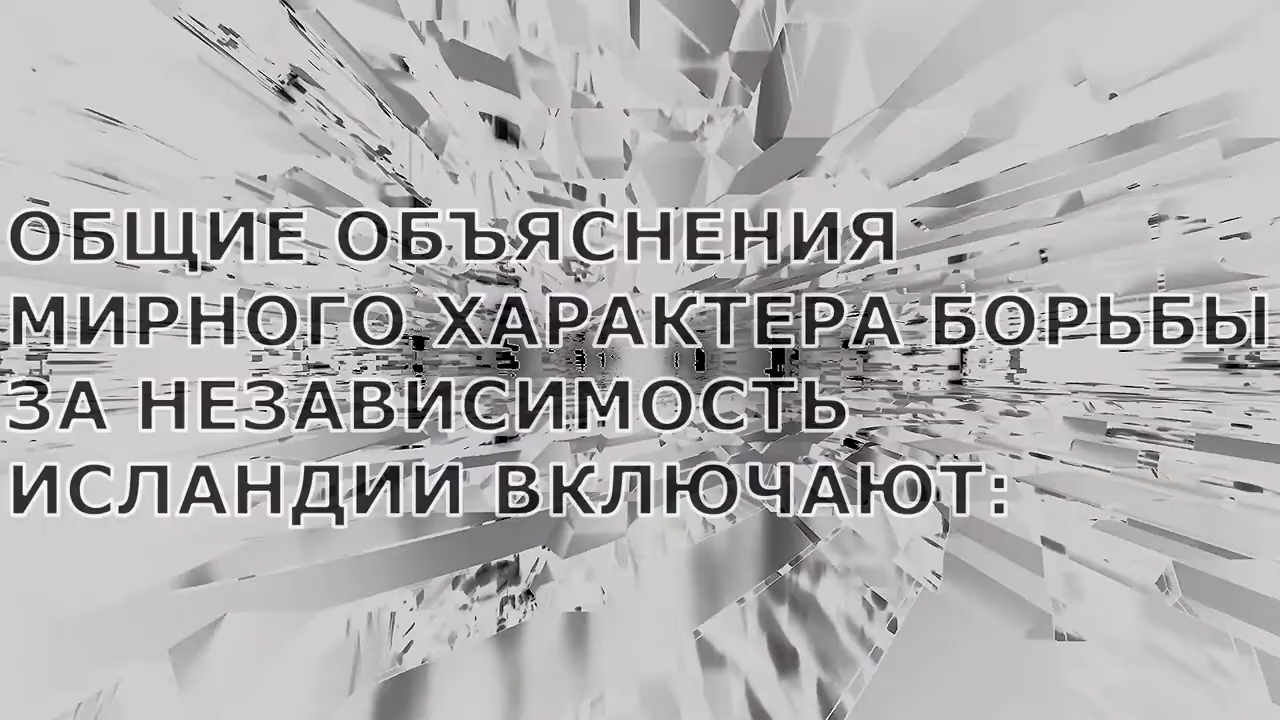 ОБЩИЕ ОБЪЯСНЕНИЯ
МИРНОГО ХАРАКТЕРА БОРЬБЫ
ЗА НЕЗАВИСИМОСТЬ
ИСЛАНДИИ ВКЛЮЧАЮТ: